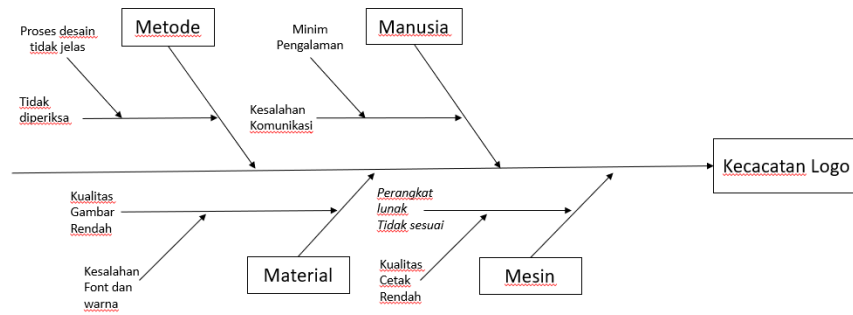 Proses desain
tidak jelas
Metode
Minim
Pengalaman
Manusia
Tidak
diperiksa
Kesalahan
Komunikasi
Kecacatan Logo
Kualitas
Gambar
Rendah
Perangkat
lunak
Tidak sesuai
Kesalahan
Font dan
warna
Material
Kualitas
Cetak
Rendah
Mesin